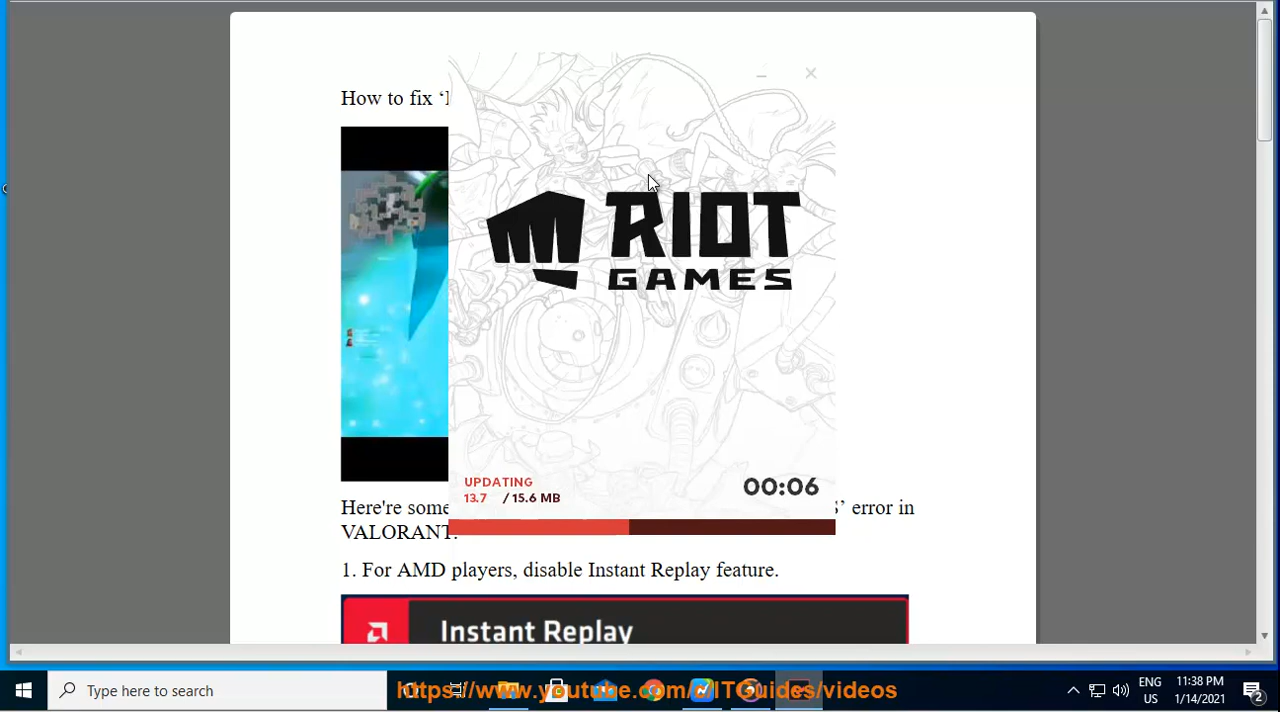 How to fix ‘
RIOT
GAMES
UPDATING
13.7 / 15.6 MB
00:06
Here're some
’ error in
VALORANT.
1. For AMD players, disable Instant Replay feature.
Instant Replay
Type here to search
https://www.youtube.com/c/ITGuides/videos
ENG
US
11:38 PM
1/14/2021
2